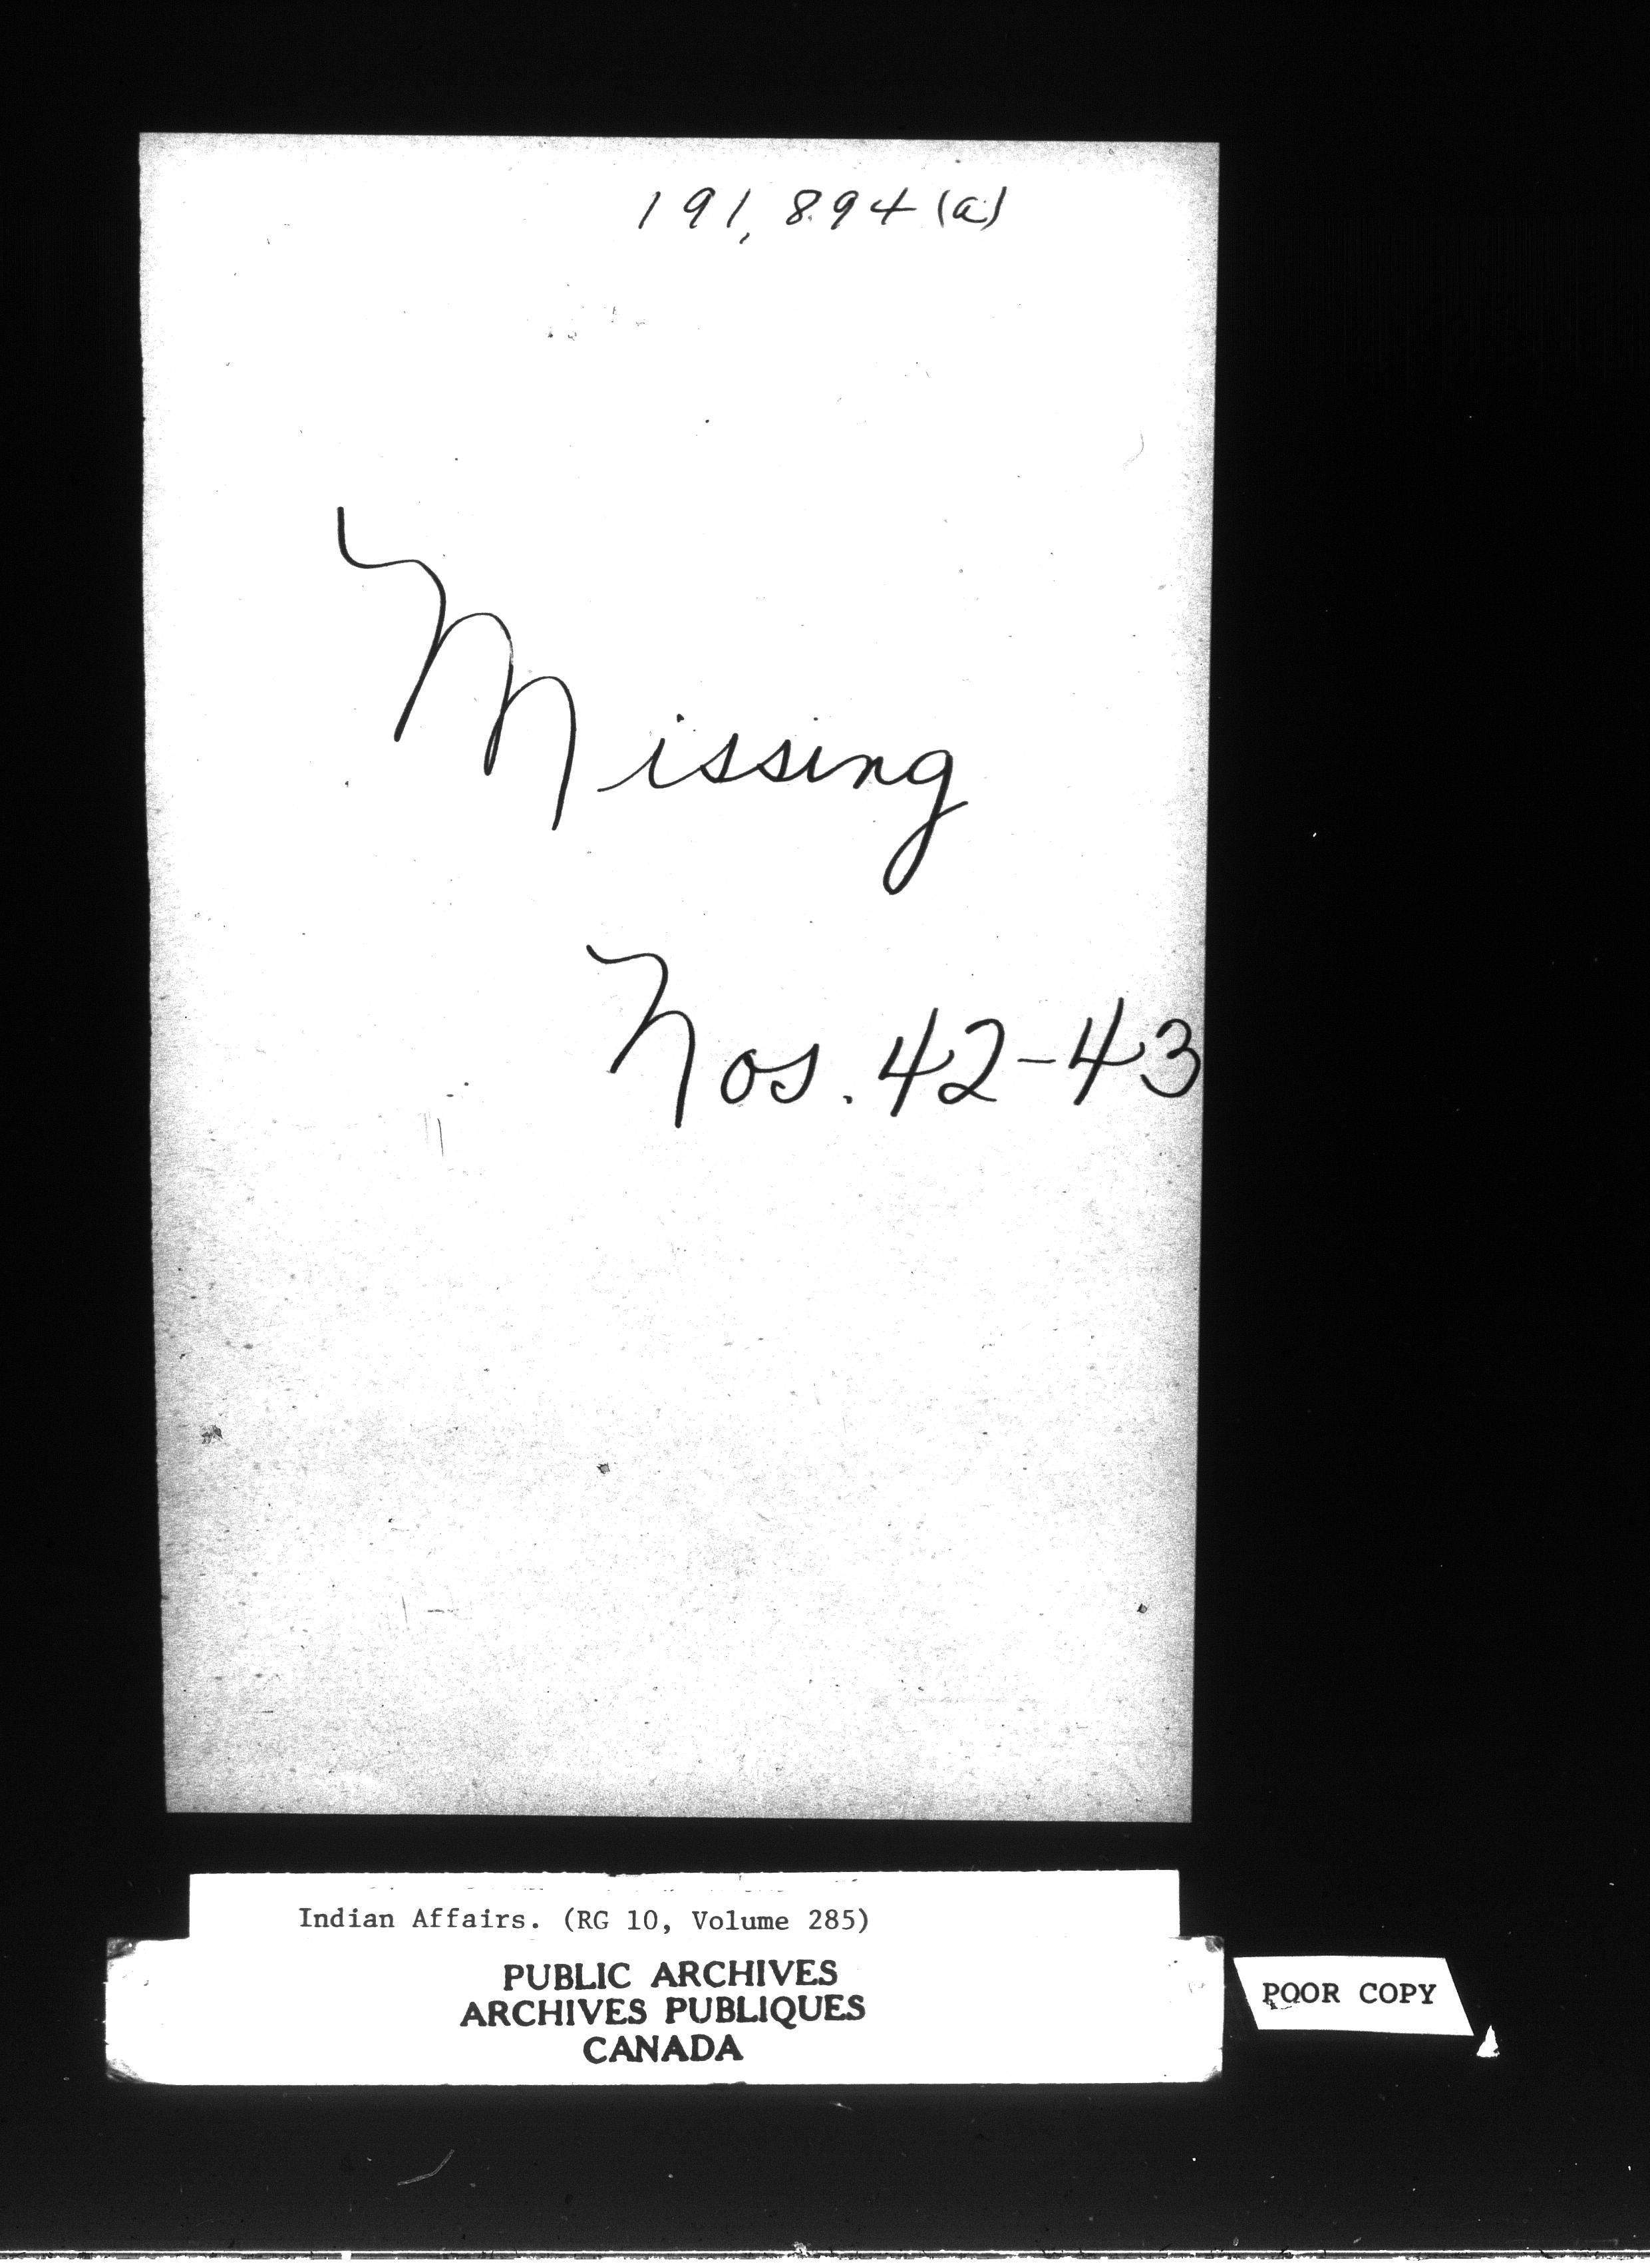 191,894(a)
Missing
Nos. 42-43
Indian Affairs. (RG 10, Volume 285)
PUBLIC ARCHIVES
ARCHIVES PUBLIQUES
CANADA
POOR COPY